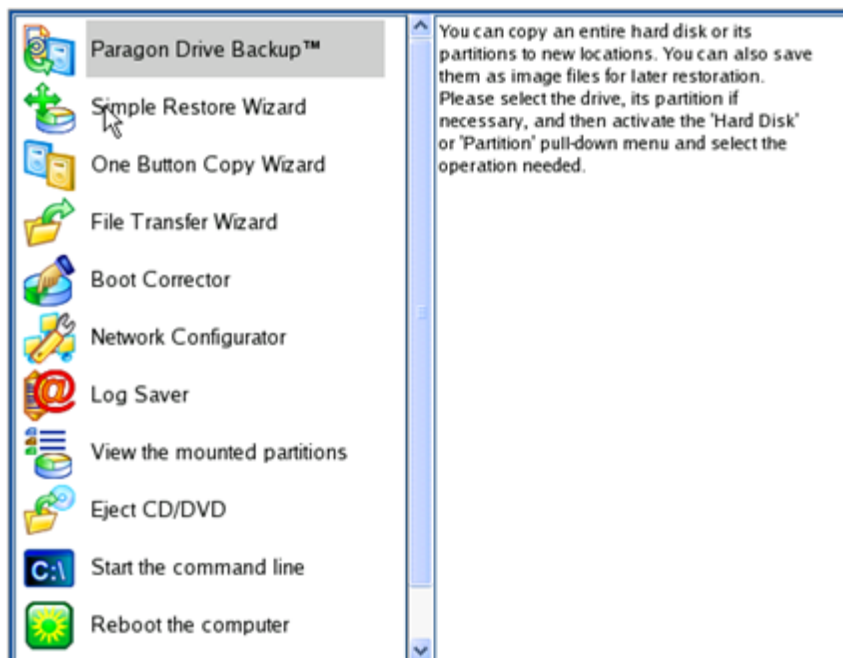 Paragon Drive Backup™
Simple Restore Wizard
One Button Copy Wizard
File Transfer Wizard
Boot Corrector
Network Configurator
@
Log Saver
View the mounted partitions
Eject CD/DVD
C:\
Start the command line
Reboot the computer
You can copy an entire hard disk or its
partitions to new locations. You can also save
them as image files for later restoration.
Please select the drive, its partition if
necessary, and then activate the 'Hard Disk'
or 'Partition' pull-down menu and select the
operation needed.